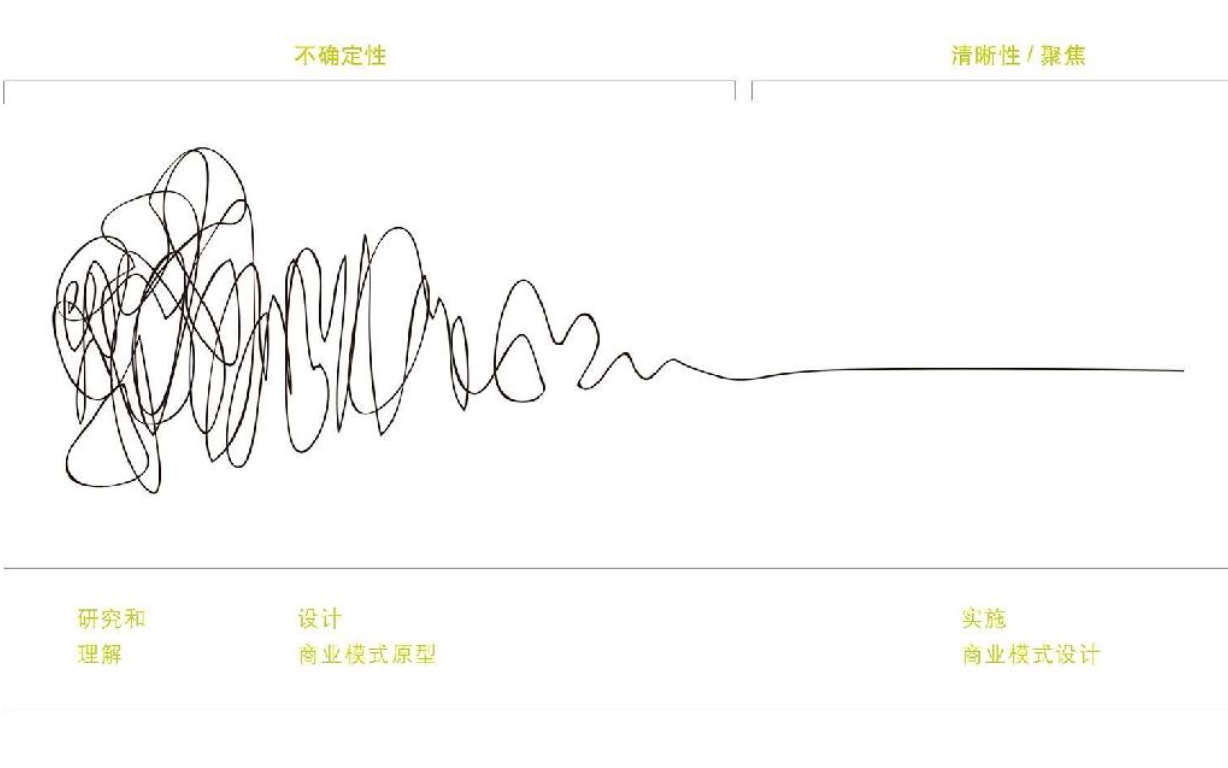 不确定性
清晰性 / 聚焦
研究和
理解
设计
商业模式原型
实施
商业模式设计